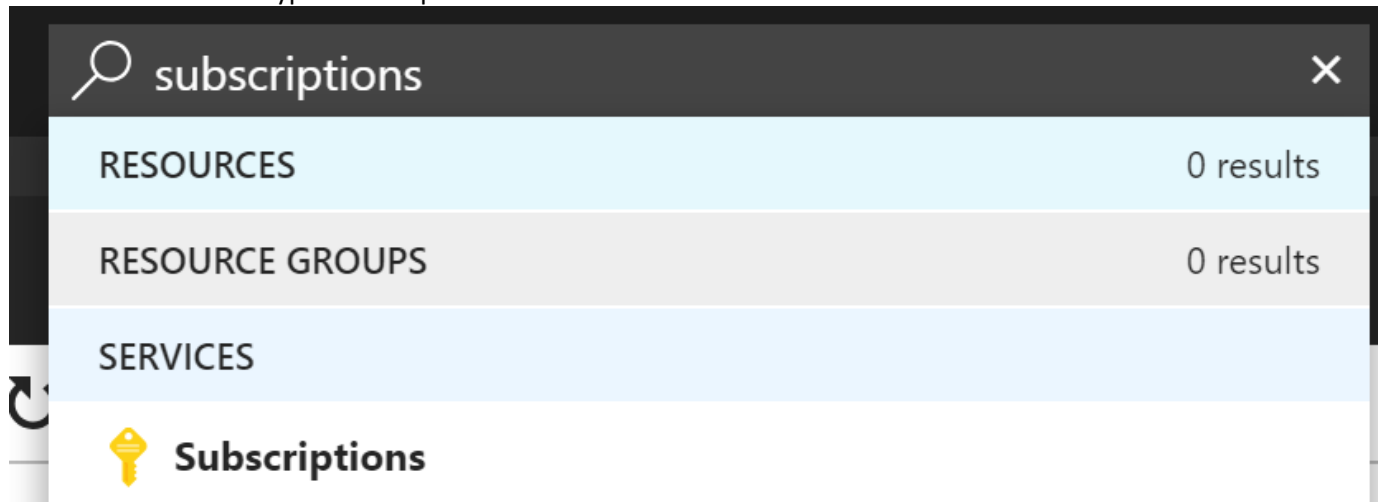 subscriptions
RESOURCES 0 results
RESOURCE GROUPS 0 results
SERVICES
Subscriptions